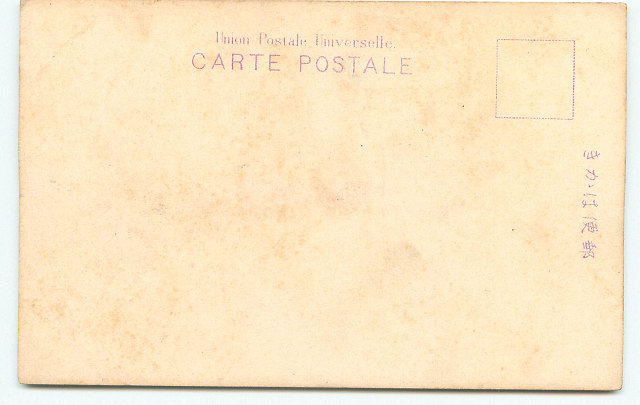 Union Postale Universelle.
CARTE POSTALE
きかは便郵